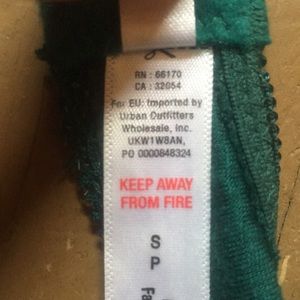 RN : 66170
CA : 32054
For EU: Imported by
Urban Outfitters
Wholesale, Inc.
UKW1W8AN,
PO 0000848324
KEEP AWAY
FROM FIRE
S
P
Fa